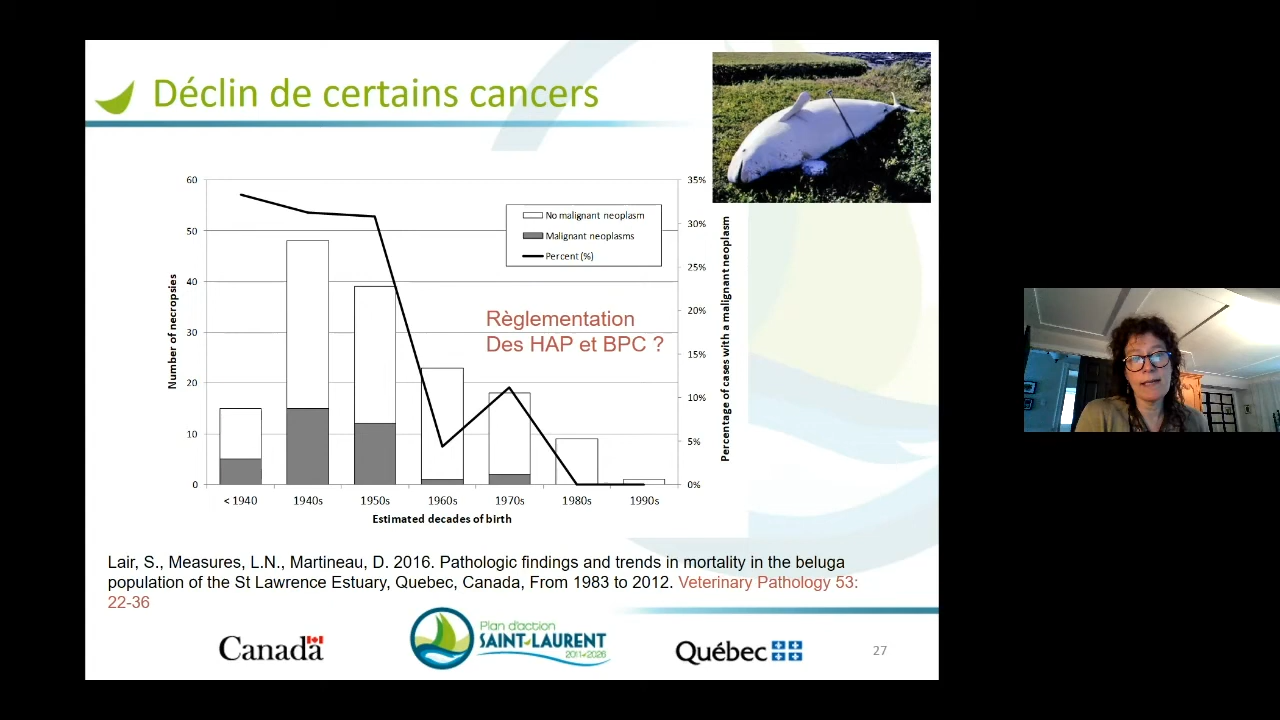 Déclin de certains cancers
60
50
40
30
20
10
0
Number of necropsies
35%
30%
25%
20%
15%
10%
5%
0%
Percentage of cases with a malignant neoplasm
No malignant neoplasm
Malignant neoplasms
Percent (%)
Règlementation
Des HAP et BPC ?
< 1940 1940s 1950s 1960s 1970s 1980s 1990s
Estimated decades of birth
Lair, S., Measures, L.N., Martineau, D. 2016. Pathologic findings and trends in mortality in the beluga
population of the St Lawrence Estuary, Quebec, Canada, From 1983 to 2012. Veterinary Pathology 53:
22-36
Canada
Plan d'action
SAINT-LAURENT
2011-2026
Québec
27